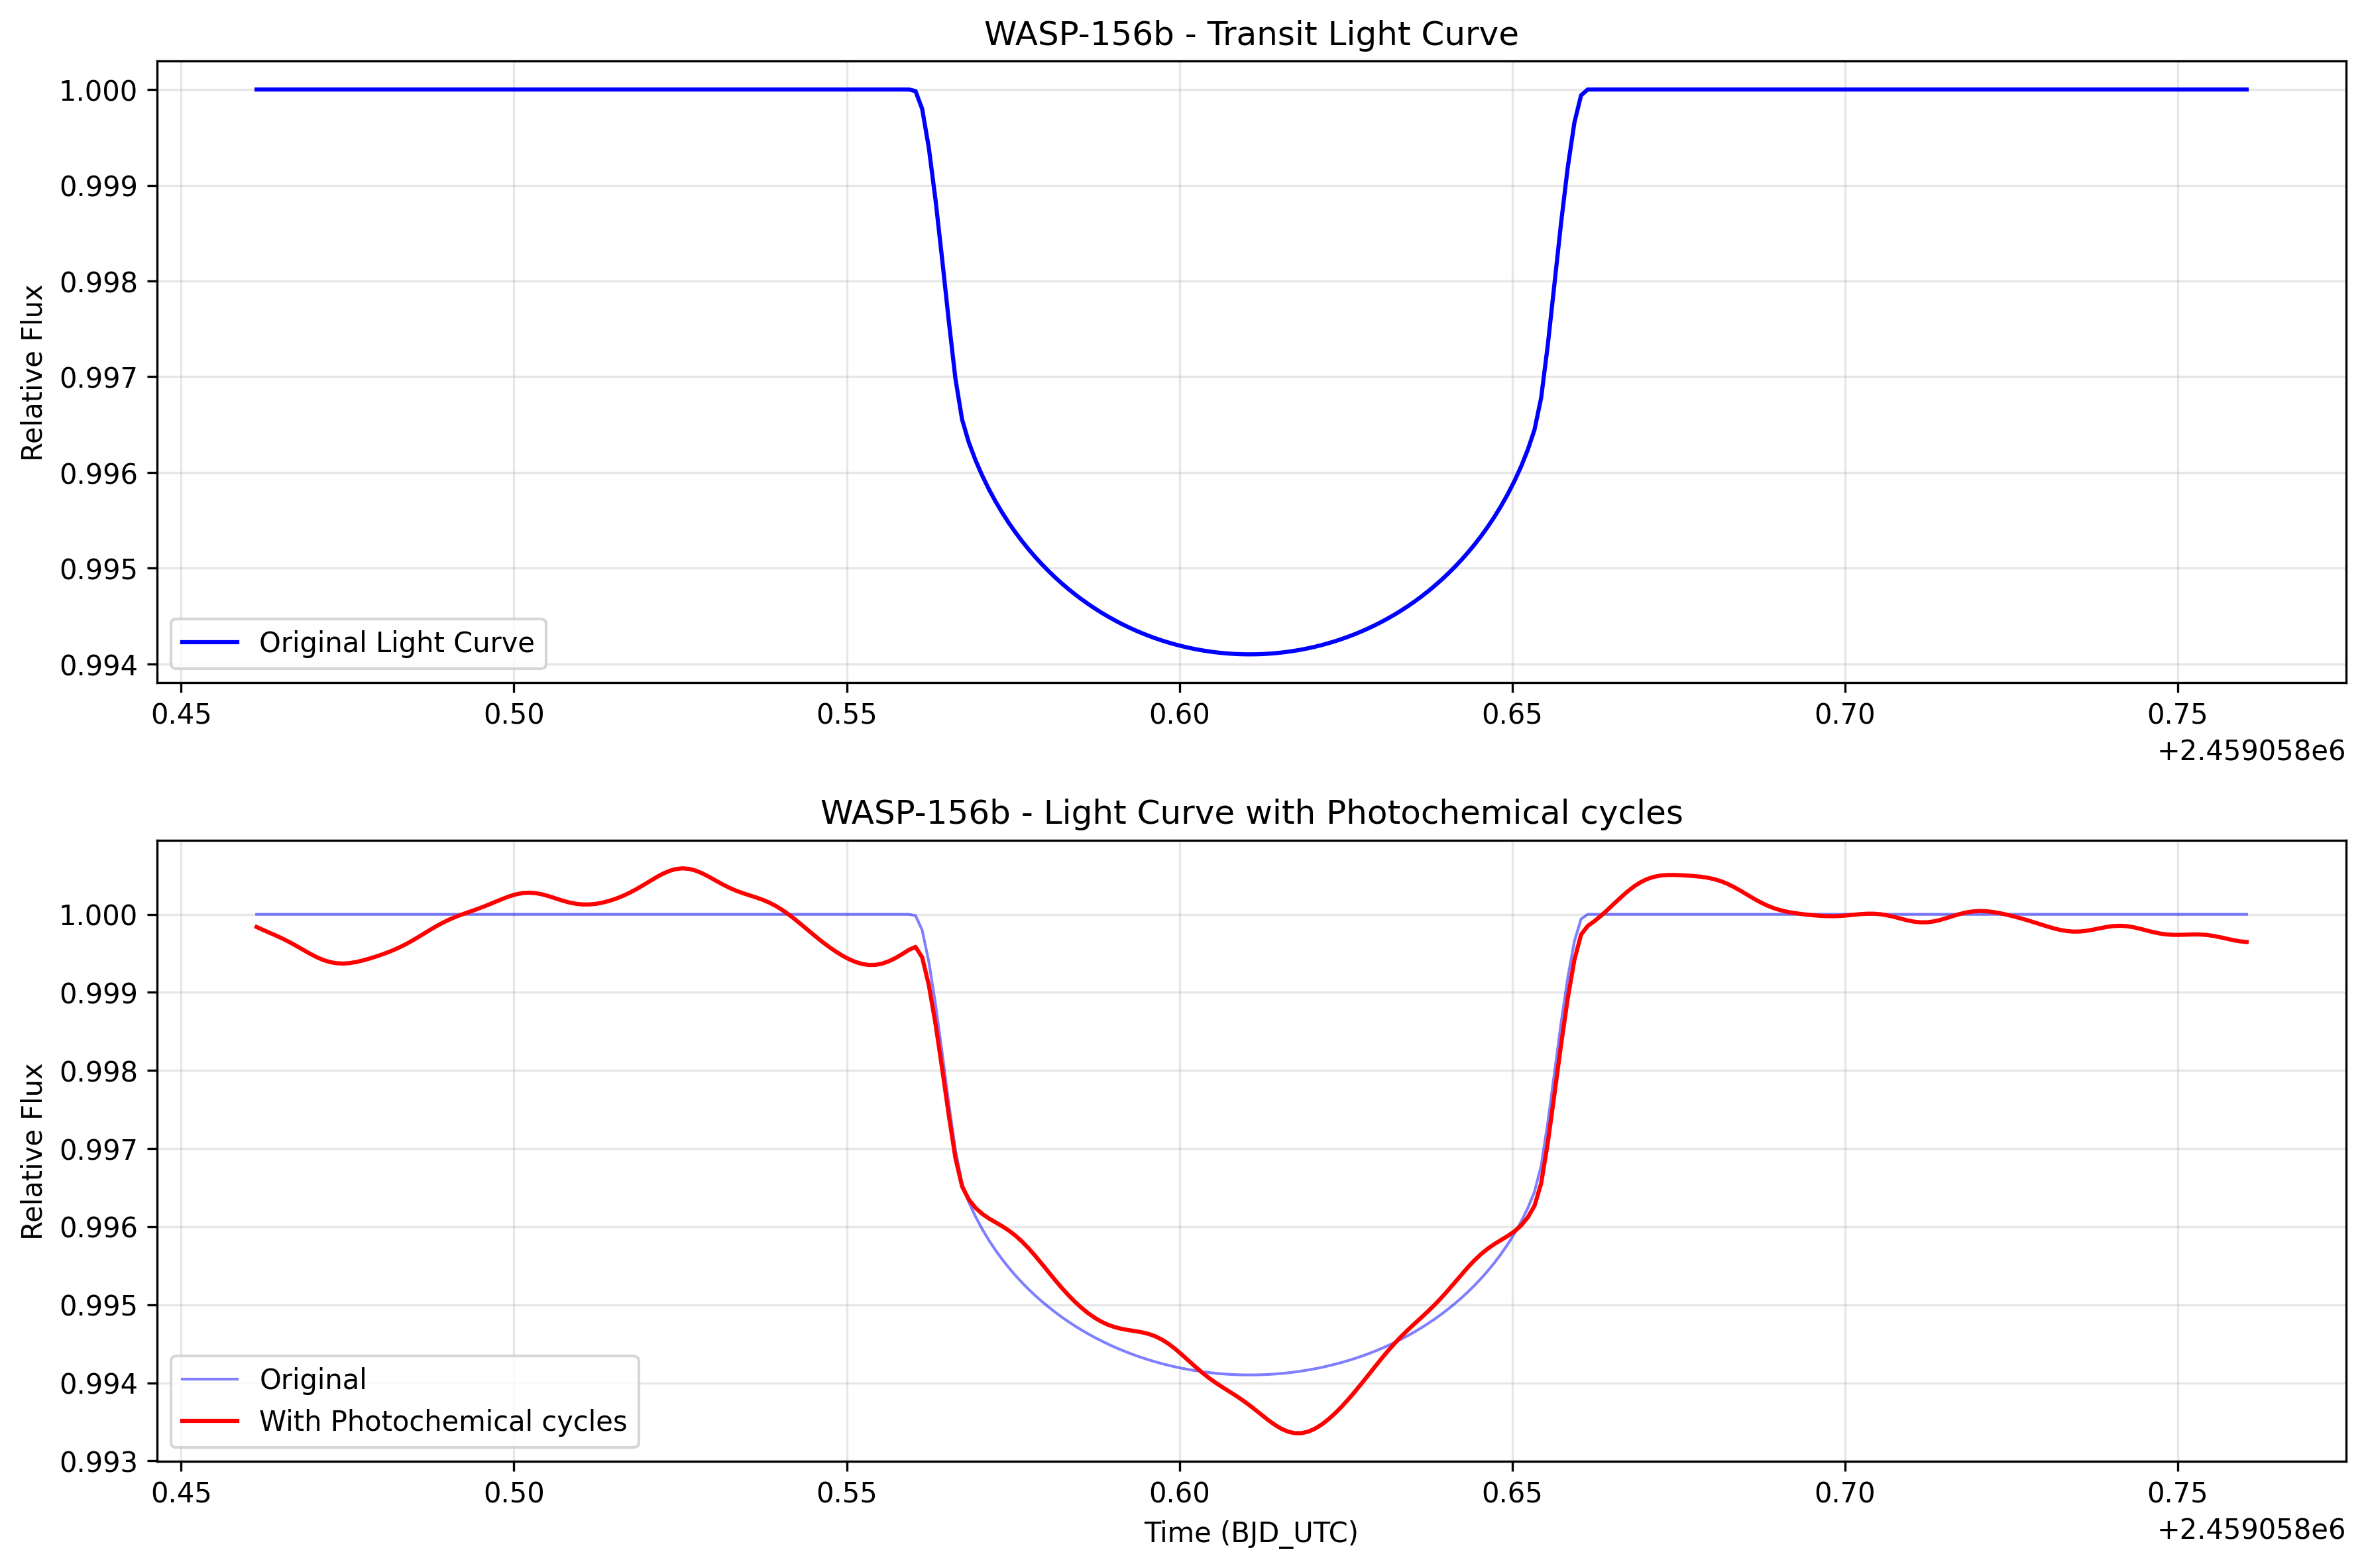 WASP-156b - Transit Light Curve
Relative Flux
1.000
0.999
0.998
0.997
0.996
0.995
0.994
Original Light Curve
0.45 0.50 0.55 0.60 0.65 0.70 0.75
+2.459058e6
WASP-156b - Light Curve with Photochemical cycles
Relative Flux
1.000
0.999
0.998
0.997
0.996
0.995
0.994
0.993
Original
With Photochemical cycles
0.45 0.50 0.55 0.60 0.65 0.70 0.75
Time (BJD_UTC)
+2.459058e6